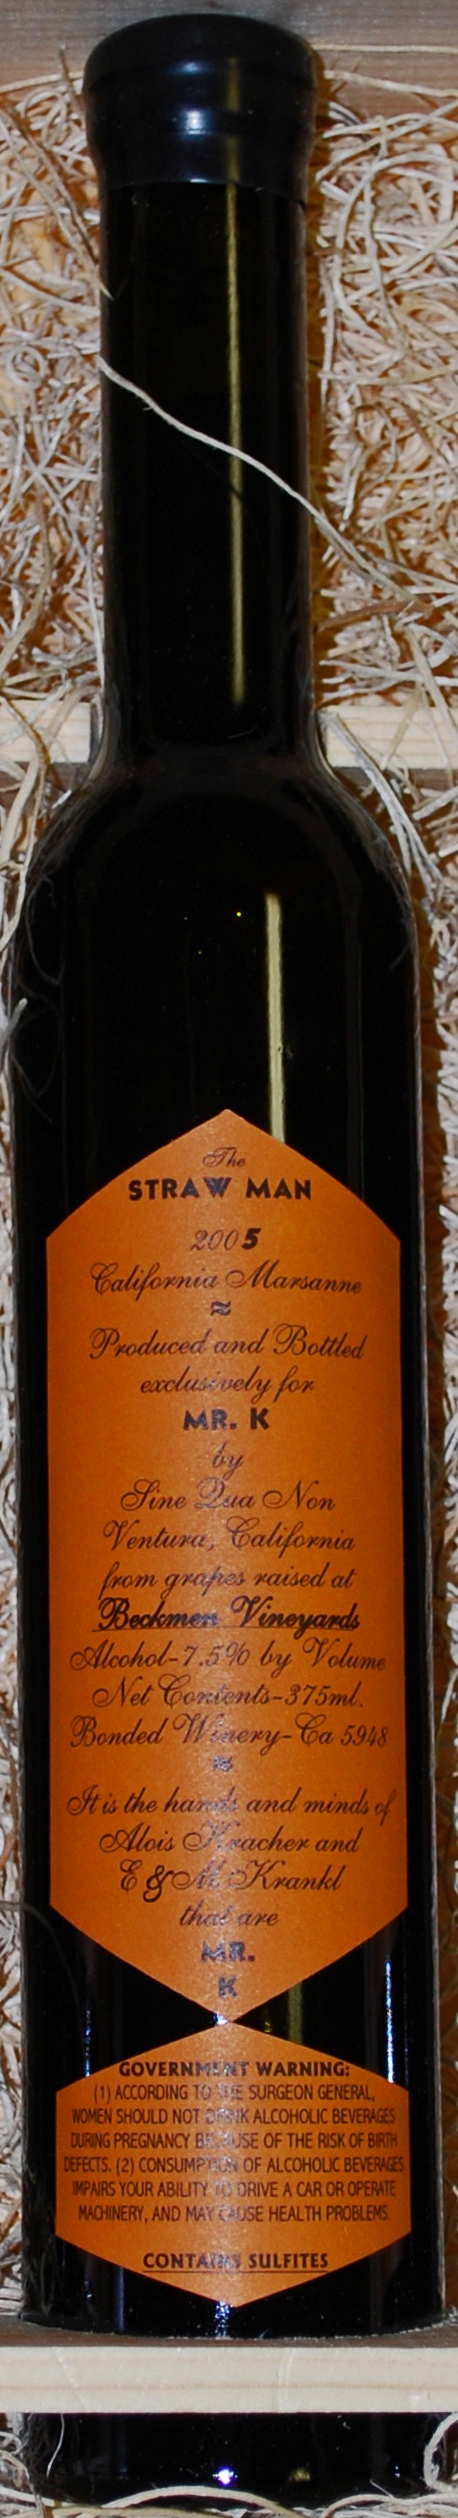 The
STRAW MAN
2005
California Marsanne
≈
Produced and Bottled
exclusively for
MR. K
by
Sine Qua Non
Ventura, California
from grapes raised at
Beckmen Vineyards
Alcohol-7.5% by Volume
Net Contents-375ml.
Bonded Winery-Ca 5948
≈
It is the hands and minds of
Alois Kracher and
E & M Krankl
that are
MR.
K
GOVERNMENT WARNING:
(1) ACCORDING TO THE SURGEON GENERAL,
WOMEN SHOULD NOT DRINK ALCOHOLIC BEVERAGES
DURING PREGNANCY BECAUSE OF THE RISK OF BIRTH
DEFECTS. (2) CONSUMPTION OF ALCOHOLIC BEVERAGES
IMPAIRS YOUR ABILITY TO DRIVE A CAR OR OPERATE
MACHINERY, AND MAY CAUSE HEALTH PROBLEMS.
CONTAINS SULFITES